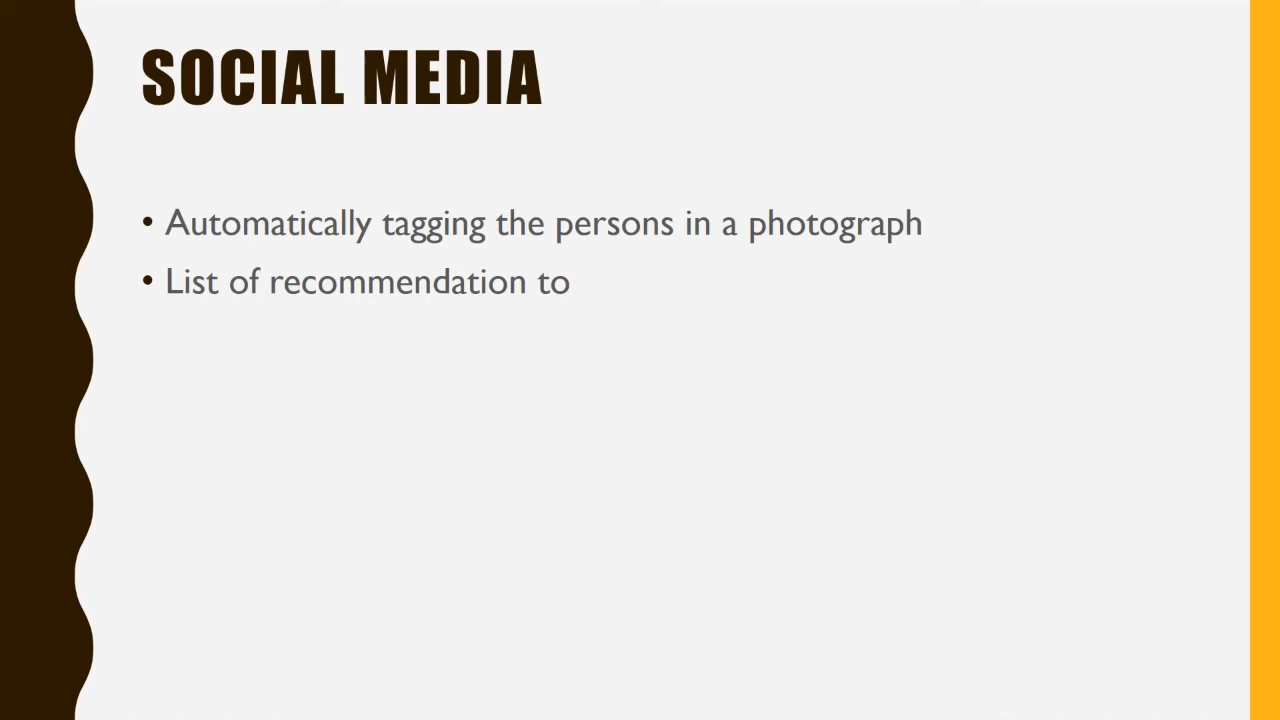 SOCIAL MEDIA
• Automatically tagging the persons in a photograph
• List of recommendation to